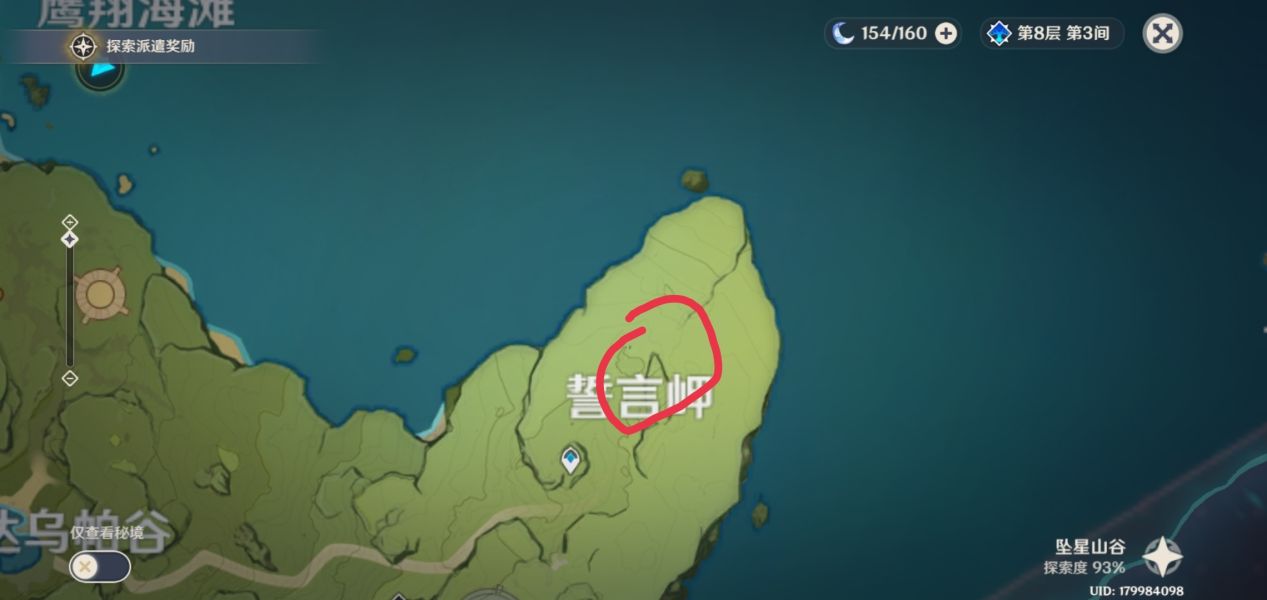 鹰翔海滩
探索派遣奖励
154/160
第8层 第3间
誓言岬
达乌帕谷
仅查看秘境
坠星山谷
探索度 93%
UID: 179984098